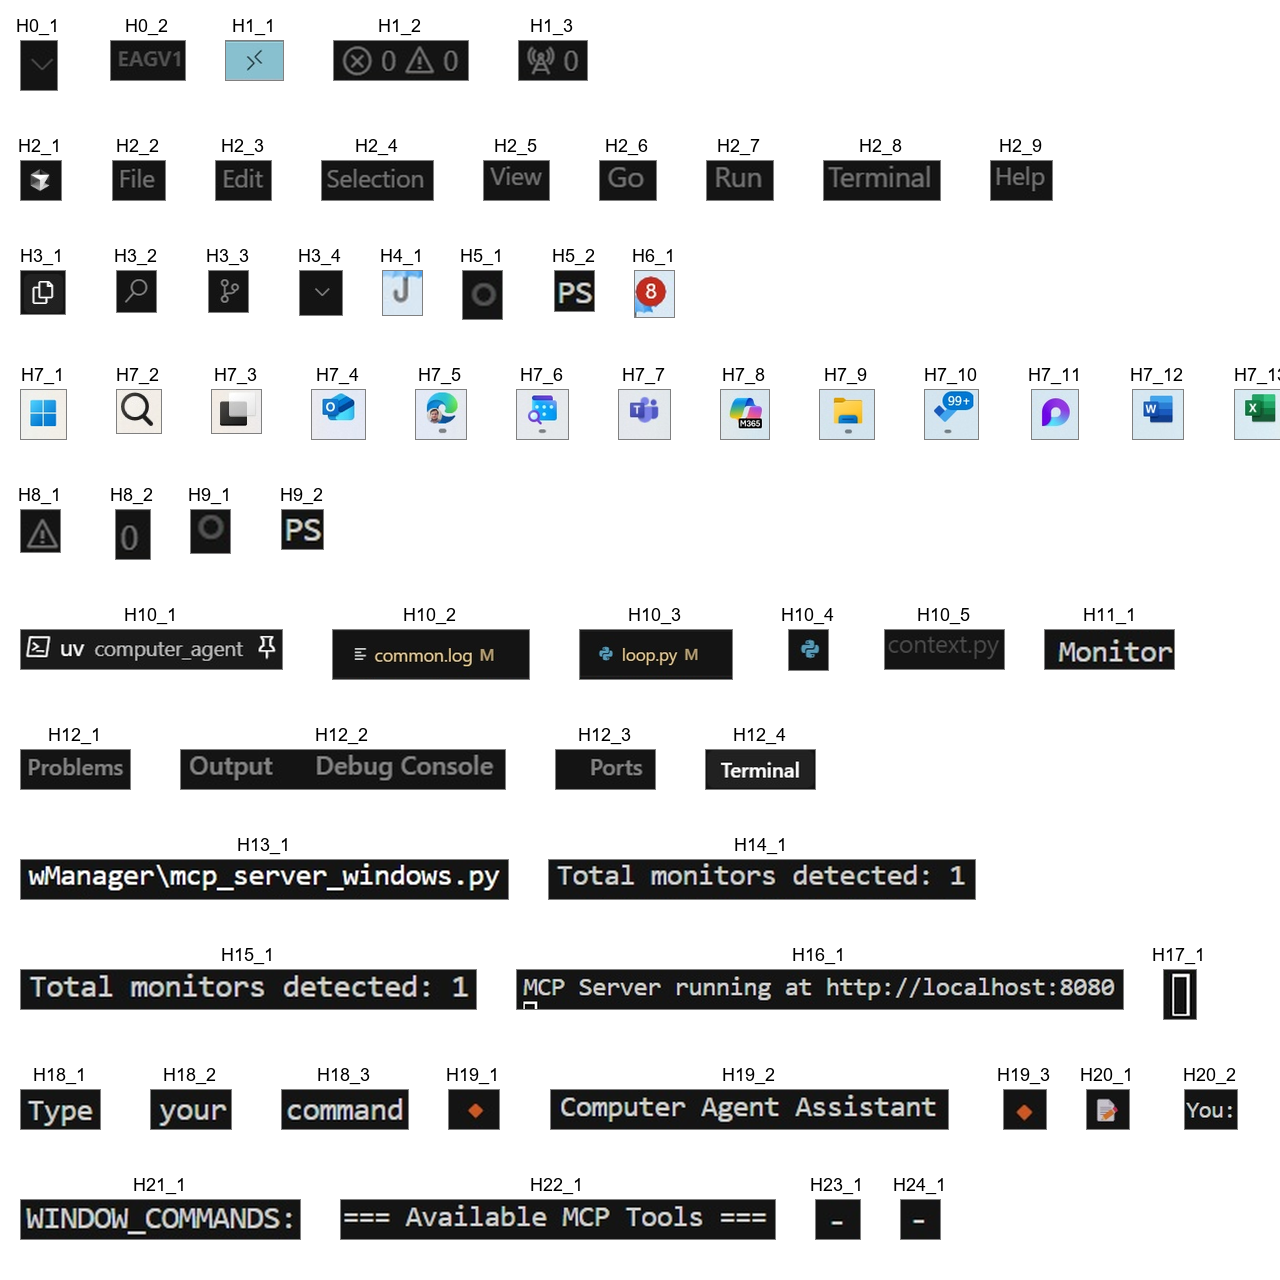 H0_1 H0_2 H1_1 H1_2 H1_3
EAGV1 0 0 0
H2_1 H2_2 H2_3 H2_4 H2_5 H2_6 H2_7 H2_8 H2_9
File Edit Selection View Go Run Terminal Help
H3_1 H3_2 H3_3 H3_4 H4_1 H5_1 H5_2 H6_1
J PS 8
H7_1 H7_2 H7_3 H7_4 H7_5 H7_6 H7_7 H7_8 H7_9 H7_10 H7_11 H7_12 H7_13
O T M365 99+ W X
H8_1 H8_2 H9_1 H9_2
0 PS
H10_1 H10_2 H10_3 H10_4 H10_5 H11_1
uv computer_agent common.log M loop.py M context.py Monitor
H12_1 H12_2 H12_3 H12_4
Problems Output Debug Console Ports Terminal
H13_1 H14_1
wManager\mcp_server_windows.py Total monitors detected: 1
H15_1 H16_1 H17_1
Total monitors detected: 1 MCP Server running at http://localhost:8080
H18_1 H18_2 H18_3 H19_1 H19_2 H19_3 H20_1 H20_2
Type your command Computer Agent Assistant You:
H21_1 H22_1 H23_1 H24_1
WINDOW_COMMANDS: === Available MCP Tools === - -